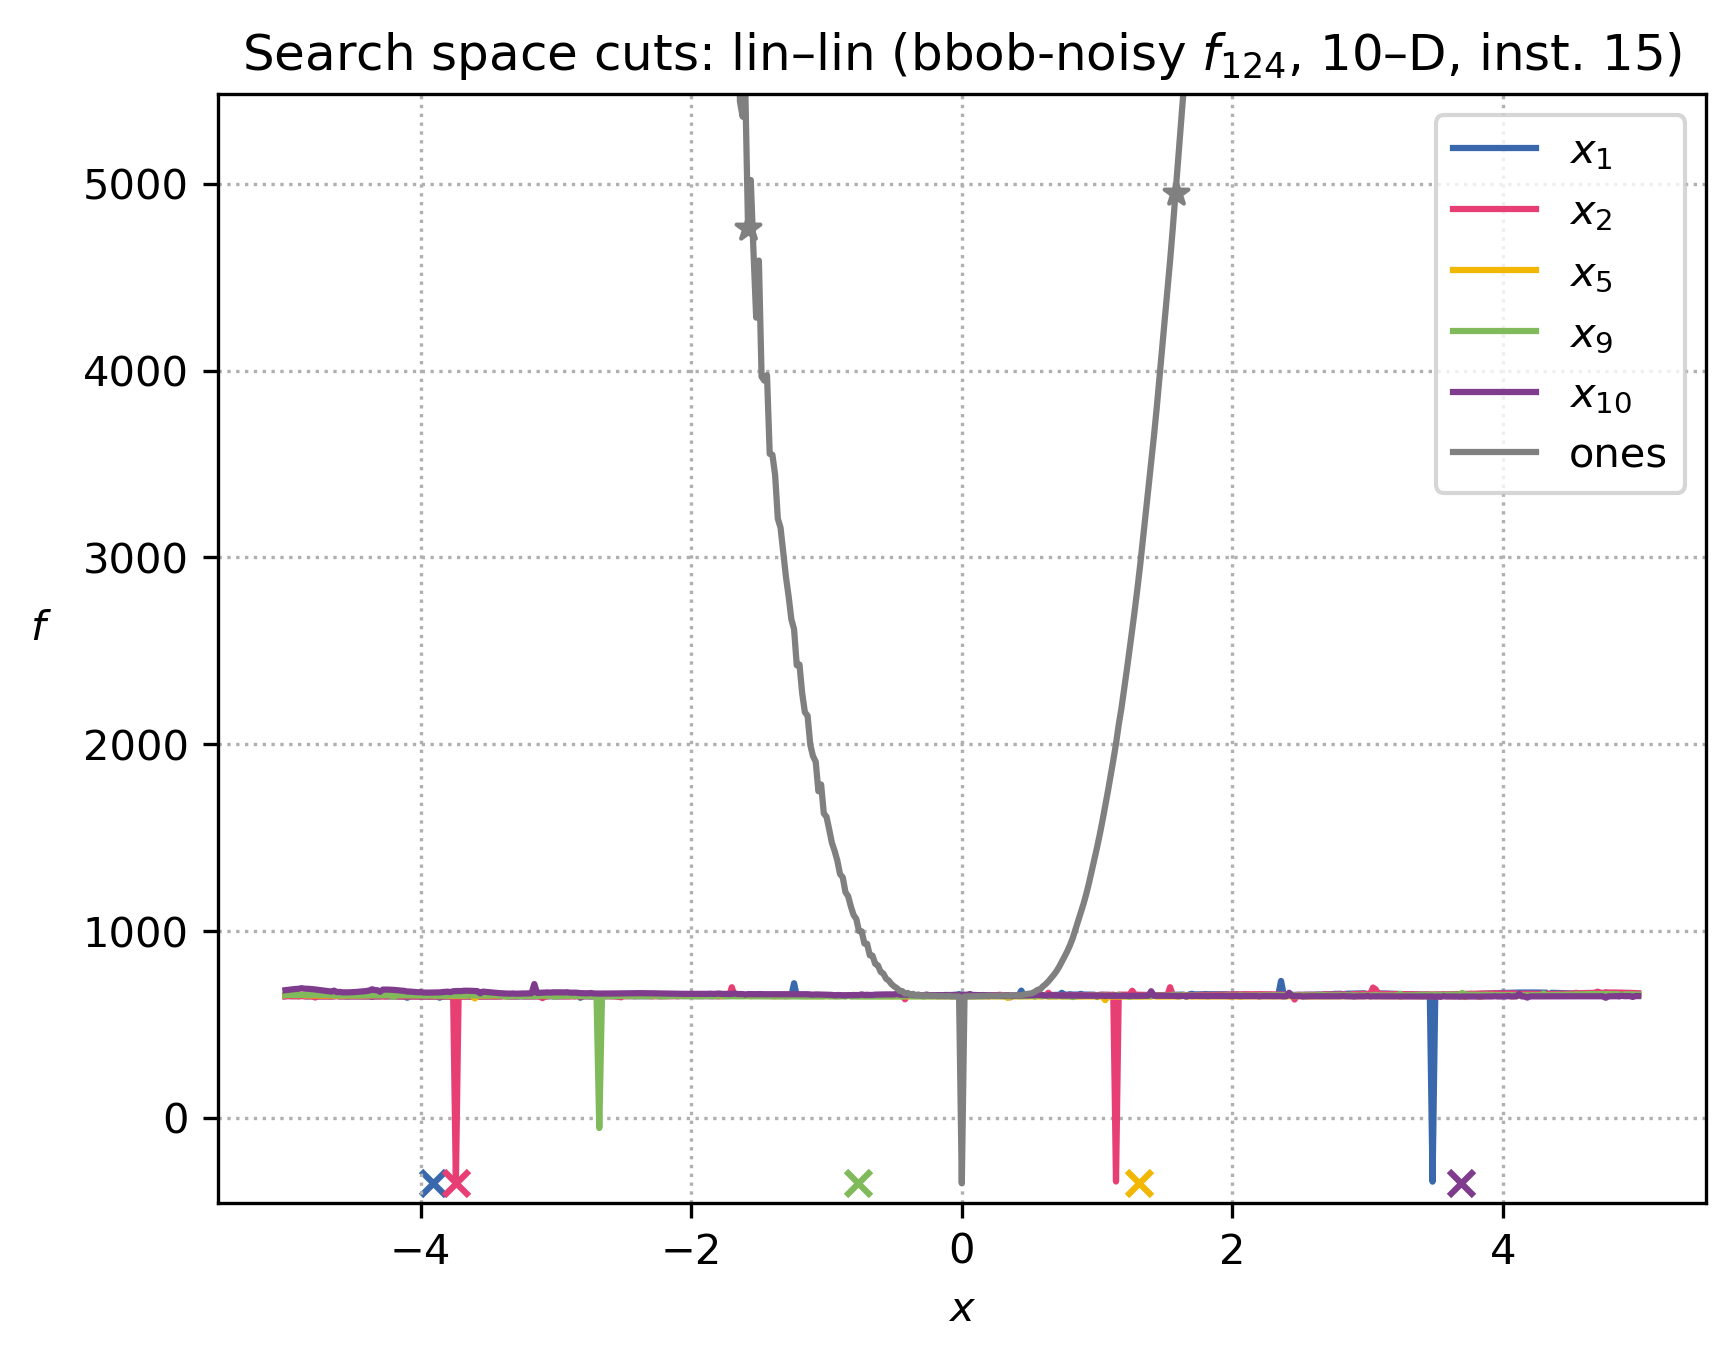 Search space cuts: lin–lin (bbob-noisy f₁₂₄, 10–D, inst. 15)
x₁
x₂
x₅
x₉
x₁₀
ones
5000
4000
3000
2000
1000
0
f
−4 −2 0 2 4
x